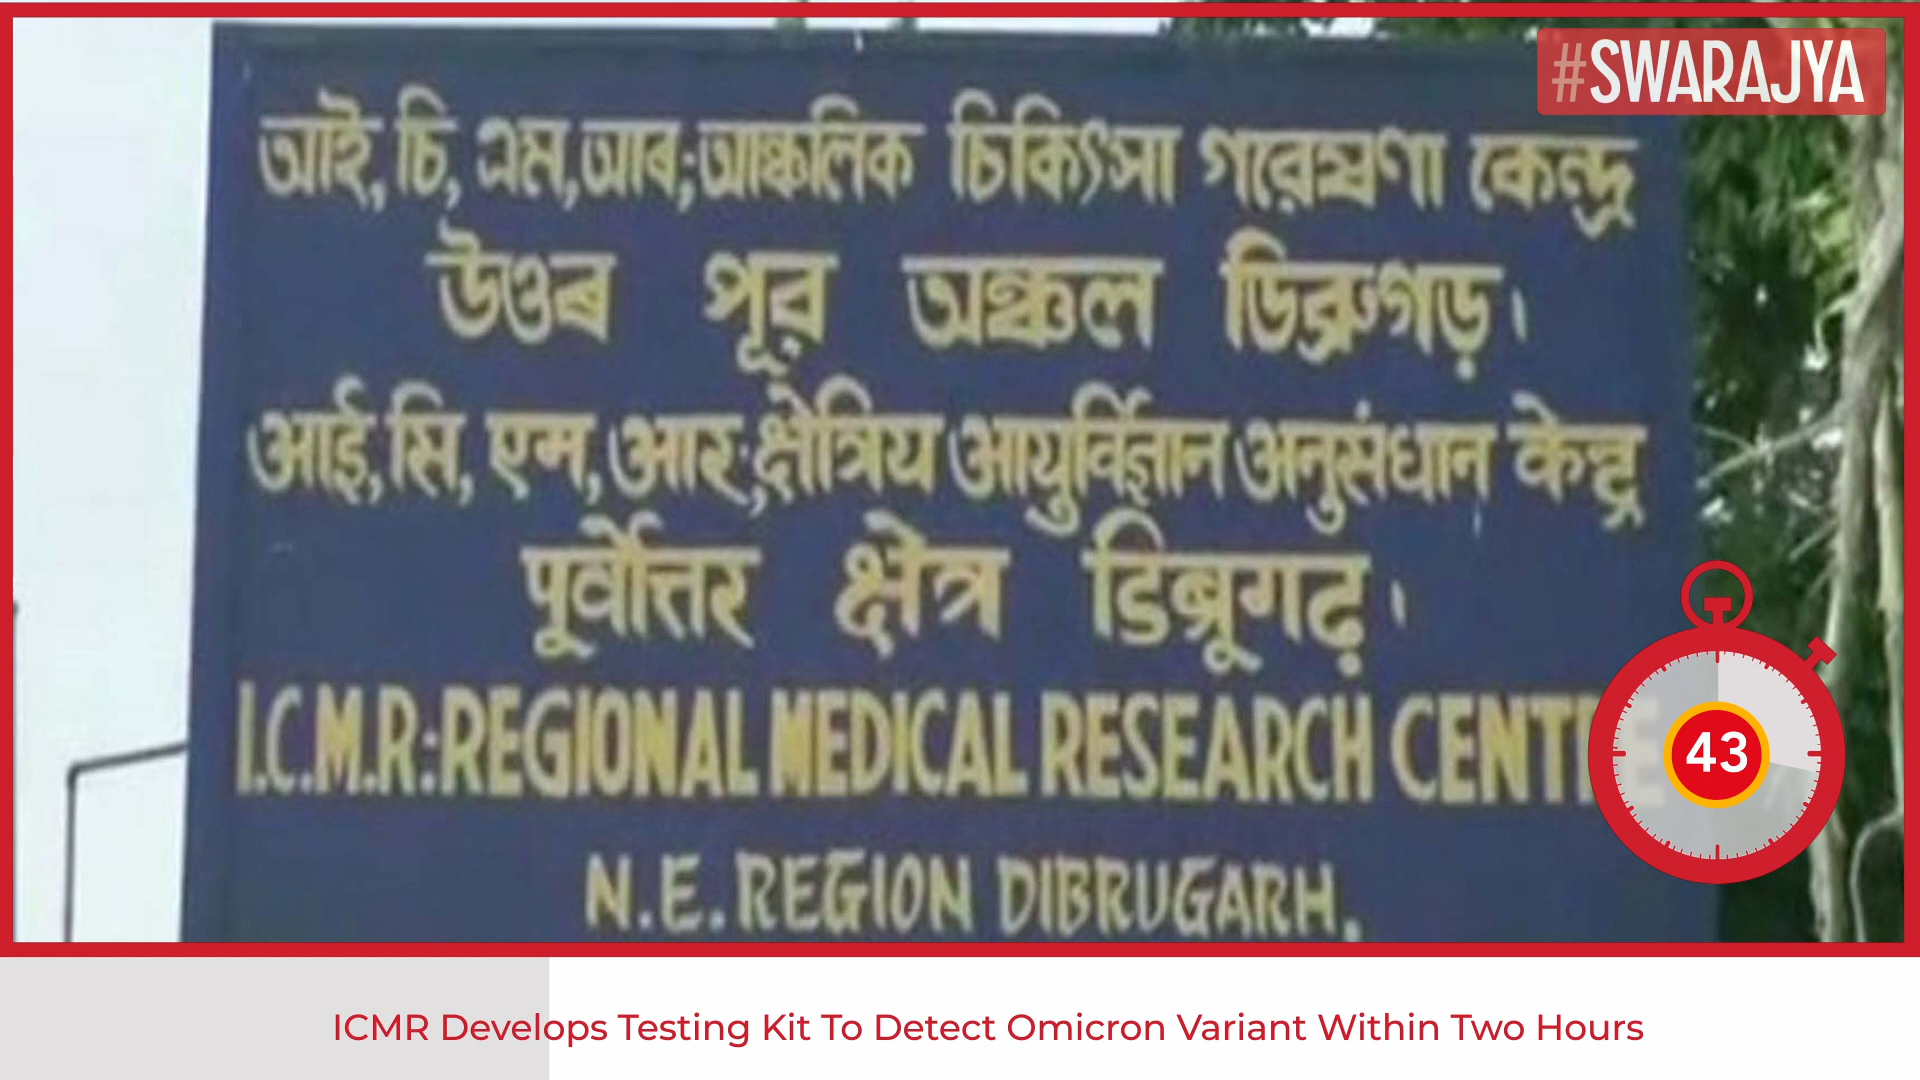 #SWARAJYA
আই, চি, এম, আৰ; আঞ্চলিক চিকিৎসা গৱেষণা কেন্দ্র
উত্তৰ পূৱ অঞ্চল ডিব্রুগড়।
आई, सि, एम, आर; क्षेत्रिय आयुर्विज्ञान अनुसंधान केन्द्र
पूर्वोत्तर क्षेत्र डिब्रूगढ़।
I.C.M.R: REGIONAL MEDICAL RESEARCH CENTRE
N.E. REGION DIBRUGARH,
43
ICMR Develops Testing Kit To Detect Omicron Variant Within Two Hours